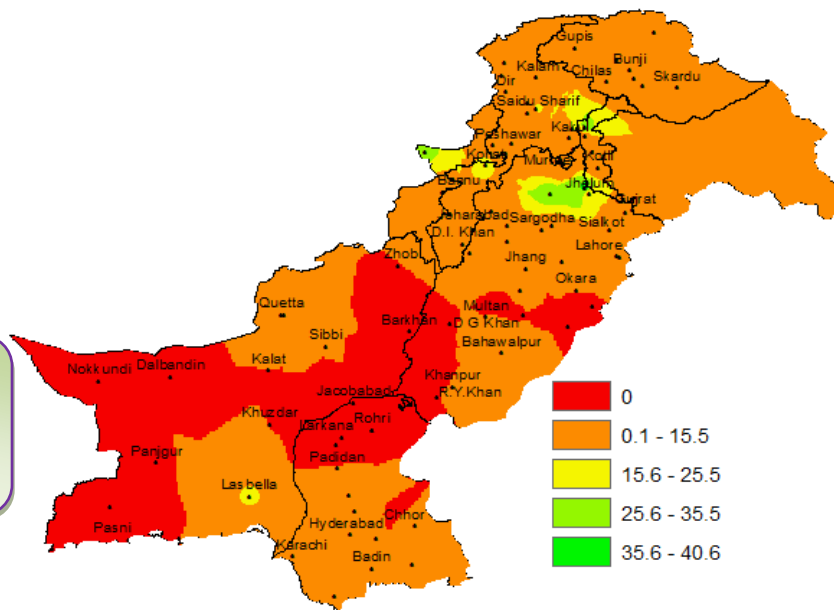 Gupis
Bunji
Kalam
Chilas
Skardu
Dir
Saidu Sharif
Kakul
Peshawar
Kohat
Kotli
Murree
Bannu
Jhelum
Gujrat
Sargodha
Sialkot
D.I. Khan
Lahore
Zhob
Jhang
Okara
Quetta
Multan
Barkhan
D G Khan
Sibbi
Bahawalpur
Kalat
Dalbandin
Nokkundi
Khanpur
Jacobabad
R.Y.Khan
Khuzdar
Rohri
Larkana
Panjgur
Padidan
Lasbella
Chhor
Hyderabad
Pasni
Karachi
Badin
0
0.1 - 15.5
15.6 - 25.5
25.6 - 35.5
35.6 - 40.6